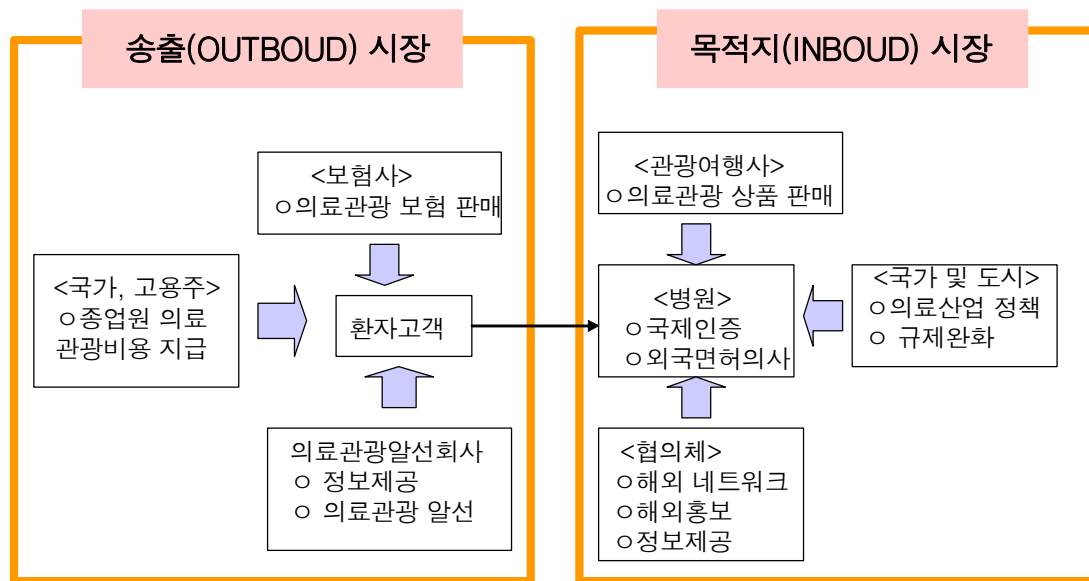 송출(OUTBOUD) 시장
<보험사>
ㅇ의료관광 보험 판매
<국가, 고용주>
ㅇ종업원 의료
관광비용 지급
환자고객
의료관광알선회사
ㅇ 정보제공
ㅇ 의료관광 알선
목적지(INBOUD) 시장
<관광여행사>
ㅇ의료관광 상품 판매
<병원>
ㅇ국제인증
ㅇ외국면허의사
<국가 및 도시>
ㅇ의료산업 정책
ㅇ 규제완화
<협의체>
ㅇ해외 네트워크
ㅇ해외홍보
ㅇ정보제공